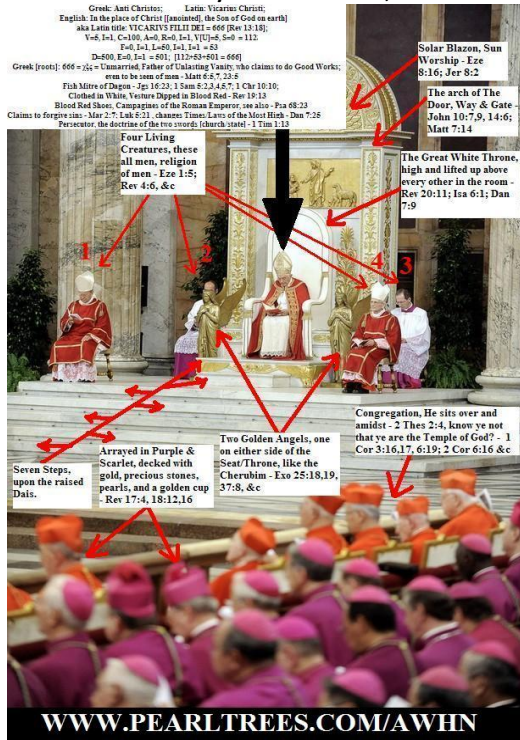 Greek: Anti Christos; Latin: Vicarius Christi;
English: In the place of Christ [[anointed], the Son of God on earth]
aka Latin title: VICARIVS FILII DEI = 666 [Rev 13:18];
V=5, I=1, C=100, A=0, R=0, I=1, V[U]=5, S=0 = 112.
F=0, I=1, L=50, I=1, I=1 = 53
D=500, E=0, I=1 = 501; [112+53+501 = 666]
Greek [roots]: 666 = χξς = Unmarried, Father of Unlasting Vanity, who claims to do Good Works;
even to be seen of men - Matt 6:5,7, 23:5
Fish Mitre of Dagon - Jgs 16:23; 1 Sam 5:2,3,4,5,7; 1 Chr 10:10;
Clothed in White, Vesture Dipped in Blood Red - Rev 19:13
Blood Red Shoes, Campagines of the Roman Emperor, see also - Psa 68:23
Claims to forgive sins - Mar 2:7; Luk 5:21, changes Times/Laws of the Most High - Dan 7:25
Persecutor, the doctrine of the two swords [church/state] - 1 Tim 1:13
Solar Blazon, Sun
Worship - Eze
8:16; Jer 8:2
The arch of The
Door, Way & Gate -
John 10:7,9, 14:6;
Matt 7:14
Four Living
Creatures, these
all men, religion
of men - Eze 1:5;
Rev 4:6, &c
The Great White Throne,
high and lifted up above
every other in the room -
Rev 20:11; Isa 6:1; Dan
7:9
1
2
4
3
Seven Steps,
upon the raised
Dais.
Arrayed in Purple &
Scarlet, decked with
gold, precious stones,
pearls, and a golden cup
- Rev 17:4, 18:12,16
Two Golden Angels, one
on either side of the
Seat/Throne, like the
Cherubim - Exo 25:18,19,
37:8, &c
Congregation, He sits over and
amidst - 2 Thes 2:4, know ye not
that ye are the Temple of God? - 1
Cor 3:16,17, 6:19; 2 Cor 6:16 &c
WWW.PEARLTREES.COM/AWHN